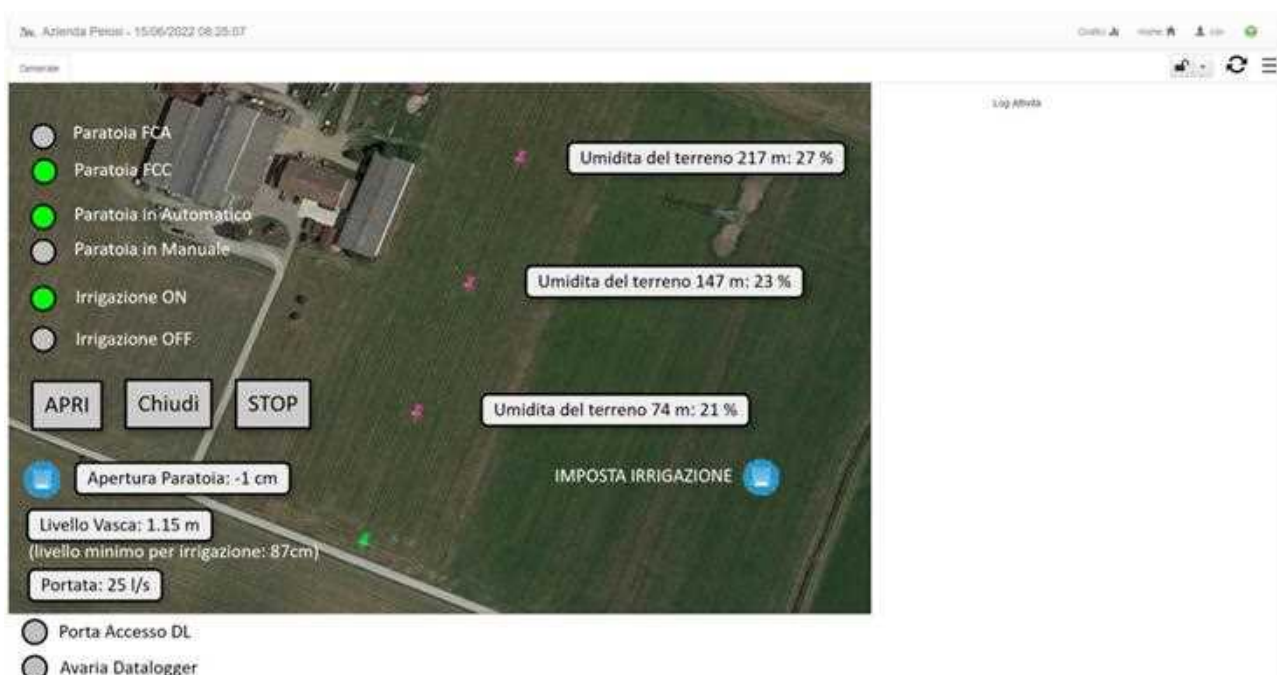 Azienda Perosi - 15/06/2022 08:25:07
Grafici
Home
Generale
Log Attività
Paratoia FCA
Paratoia FCC
Paratoia in Automatico
Paratoia in Manuale
Irrigazione ON
Irrigazione OFF
Umidita del terreno 217 m: 27 %
Umidita del terreno 147 m: 23 %
Umidita del terreno 74 m: 21 %
APRI
Chiudi
STOP
Apertura Paratoia: -1 cm
IMPOSTA IRRIGAZIONE
Livello Vasca: 1.15 m
(livello minimo per irrigazione: 87cm)
Portata: 25 l/s
Porta Accesso DL
Avaria Datalogger